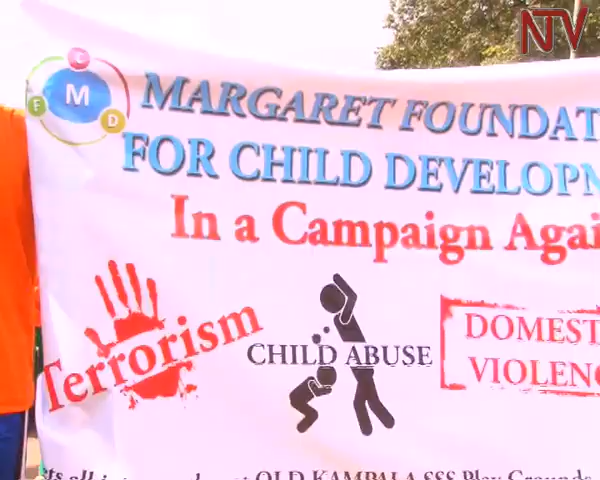 NTV
C
F M D
MARGARET FOUNDAT
FOR CHILD DEVELOPM
In a Campaign Agai
Terrorism
CHILD ABUSE
DOMEST
VIOLENC
OLD KAMPALA SSS Play Grounds